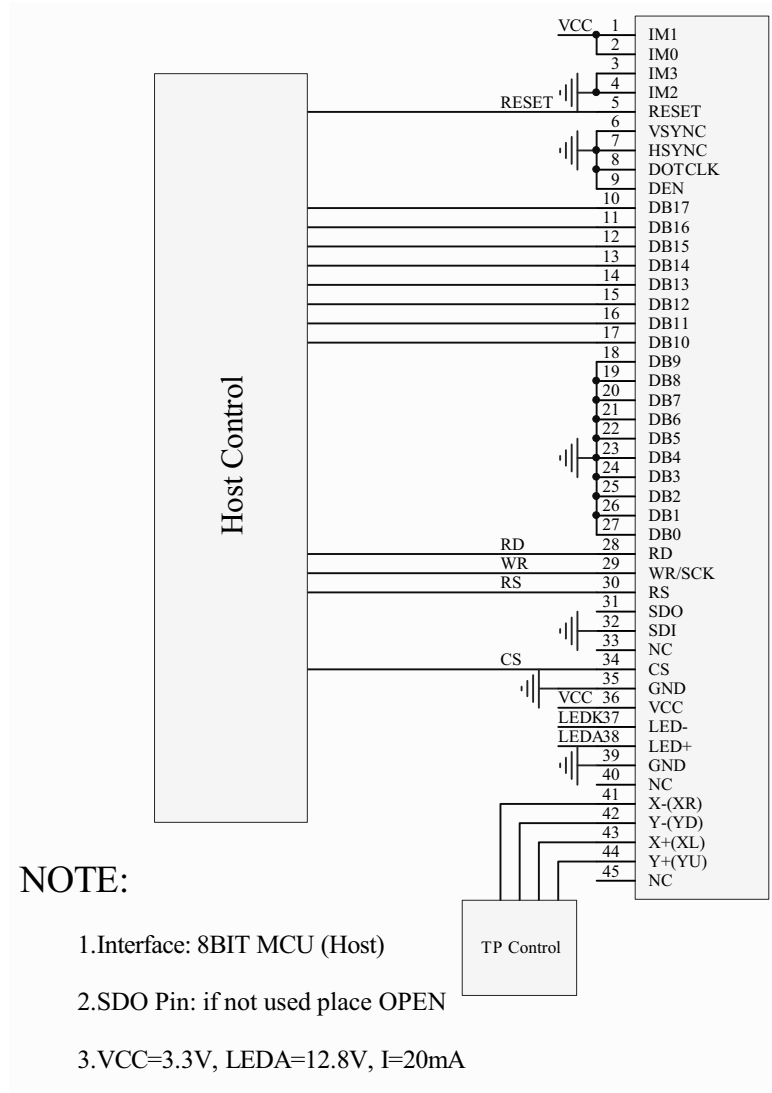 VCC 1 IM1
2 IM0
3 IM3
4 IM2
RESET 5 RESET
6 VSYNC
7 HSYNC
8 DOTCLK
9 DEN
10 DB17
11 DB16
12 DB15
13 DB14
14 DB13
15 DB12
16 DB11
17 DB10
18 DB9
19 DB8
20 DB7
21 DB6
22 DB5
23 DB4
24 DB3
25 DB2
26 DB1
27 DB0
Host Control
RD 28 RD
WR 29 WR/SCK
RS 30 RS
31 SDO
32 SDI
33 NC
CS 34 CS
35 GND
VCC 36 VCC
LEDK37 LED-
LEDA38 LED+
39 GND
40 NC
41 X-(XR)
42 Y-(YD)
43 X+(XL)
44 Y+(YU)
45 NC
TP Control
NOTE:
1.Interface: 8BIT MCU (Host)
2.SDO Pin: if not used place OPEN
3.VCC=3.3V, LEDA=12.8V, I=20mA